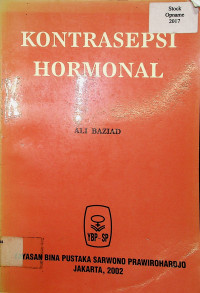 Stock
Opname
2017
KONTRASEPSI
HORMONAL
ALI BAZIAD
YBP - SP
YAYASAN BINA PUSTAKA SARWONO PRAWIROHARDJO
JAKARTA, 2002